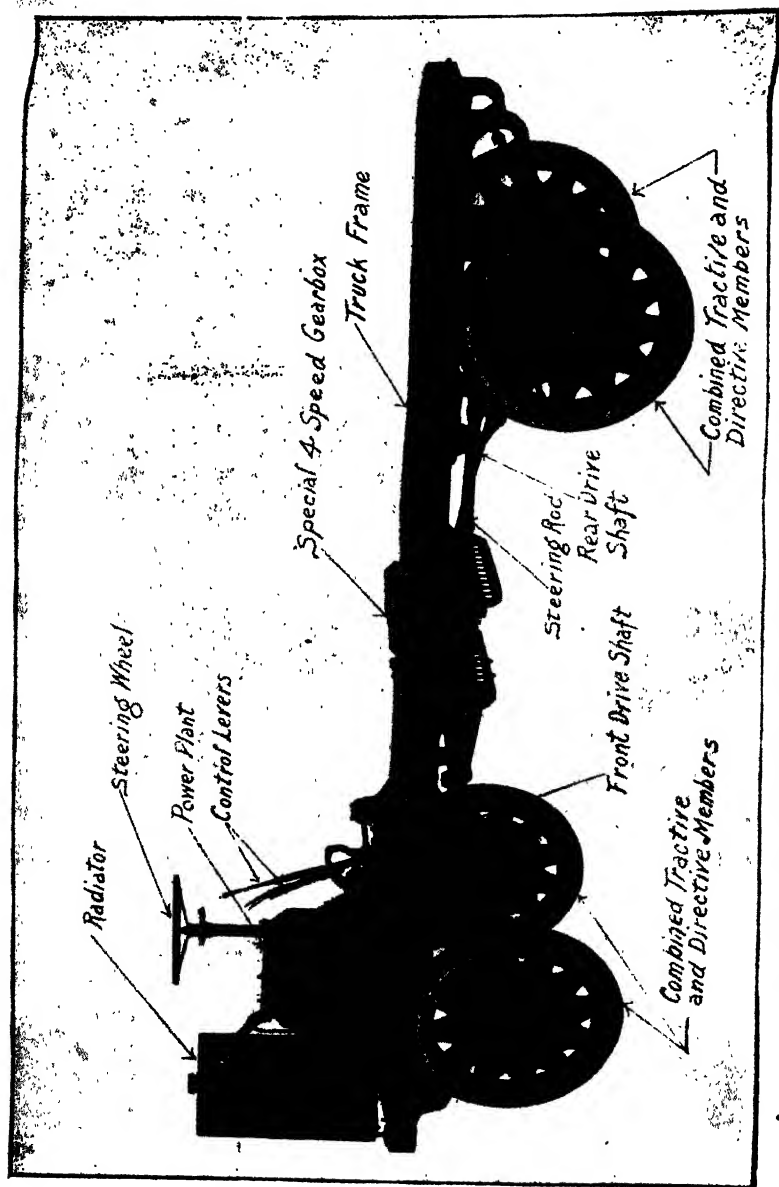 Radiator
Steering Wheel
Power Plant
Control Levers
Special 4 Speed Gearbox
Truck Frame
Steering Rod
Rear Drive
Shaft
Front Drive Shaft
Combined Tractive
and Directive Members
Combined Tractive and
Directive Members